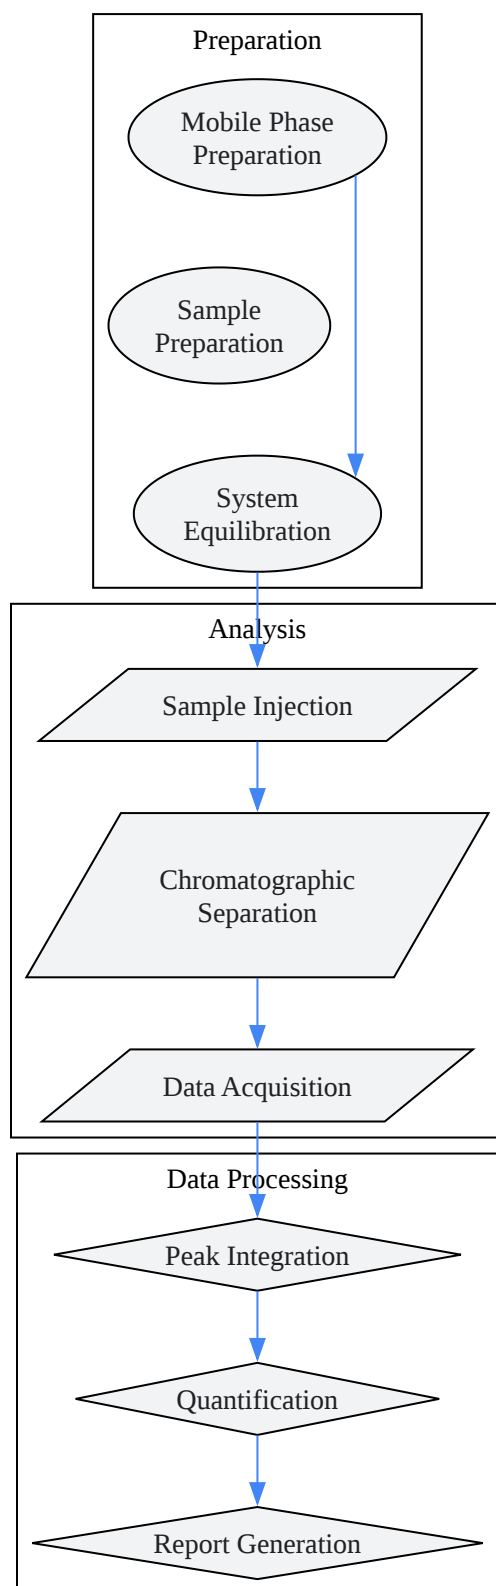 Preparation
Mobile Phase
Preparation
Sample
Preparation
System
Equilibration
Analysis
Sample Injection
Chromatographic
Separation
Data Acquisition
Data Processing
Peak Integration
Quantification
Report Generation